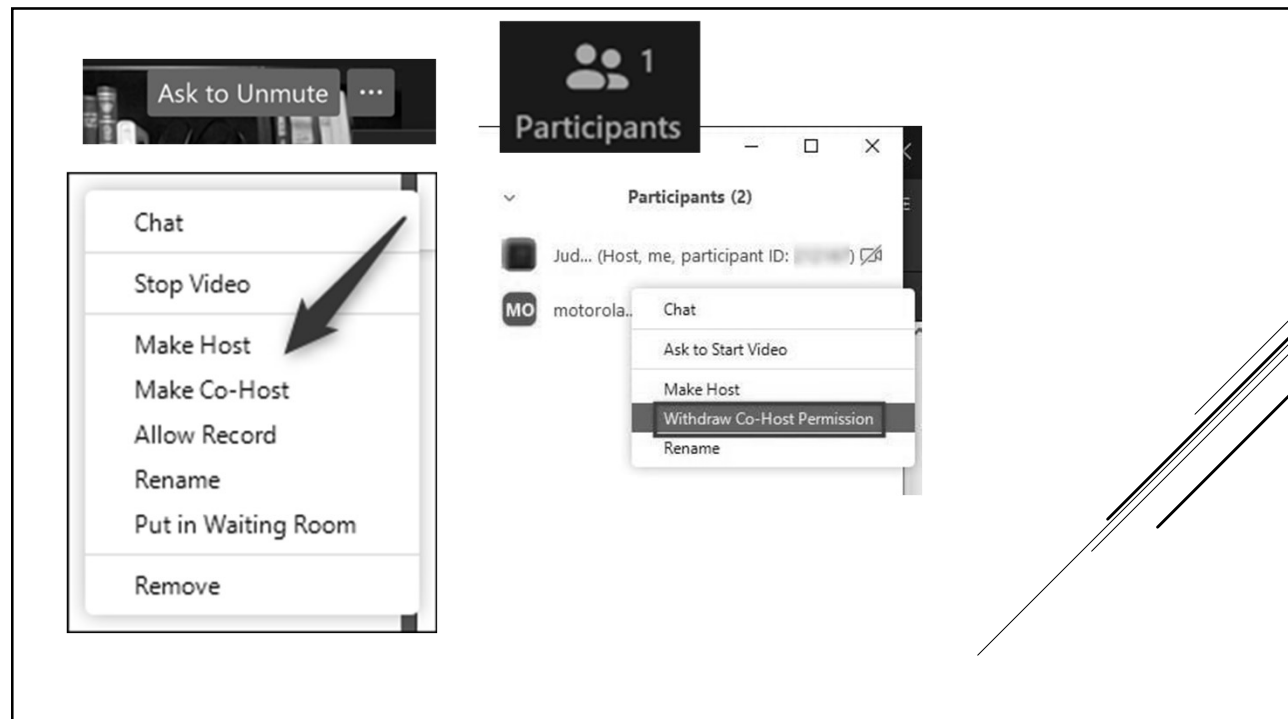 Ask to Unmute ...
Chat
Stop Video
Make Host
Make Co-Host
Allow Record
Rename
Put in Waiting Room
Remove
1
Participants
Participants (2)
Jud... (Host, me, participant ID: )
MO motorola..
Chat
Ask to Start Video
Make Host
Withdraw Co-Host Permission
Rename